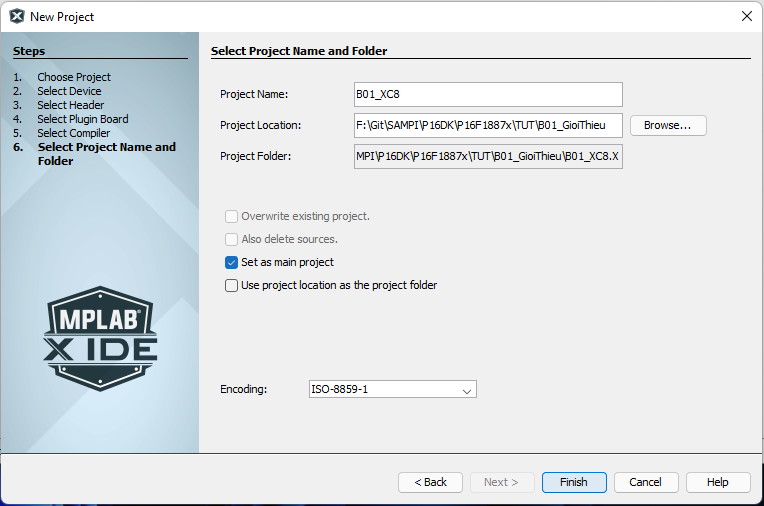 New Project
Steps
1. Choose Project
2. Select Device
3. Select Header
4. Select Plugin Board
5. Select Compiler
6. Select Project Name and
Folder
MPLAB®
X IDE
Select Project Name and Folder
Project Name: B01_XC8
Project Location: F:\Git\SAMPI\P16DK\P16F1887x\TUT\B01_GioiThieu Browse...
Project Folder: MPI\P16DK\P16F1887x\TUT\B01_GioiThieu\B01_XC8.X
Overwrite existing project.
Also delete sources.
Set as main project
Use project location as the project folder
Encoding: ISO-8859-1
< Back Next > Finish Cancel Help